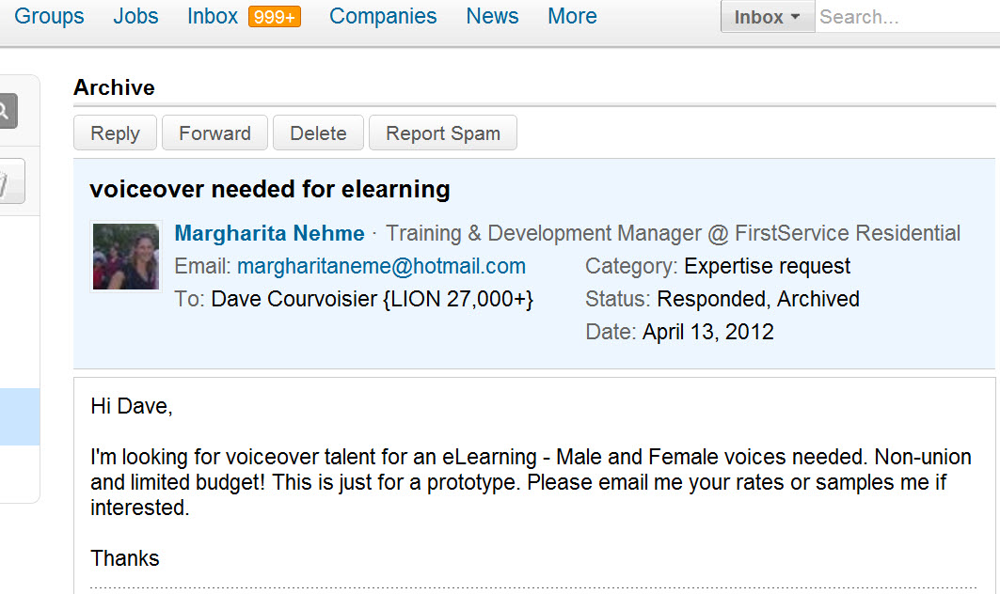 Groups Jobs Inbox 999+ Companies News More Inbox Search...
Archive
Reply Forward Delete Report Spam
voiceover needed for elearning
Margharita Nehme · Training & Development Manager @ FirstService Residential
Email: margharitaneme@hotmail.com Category: Expertise request
To: Dave Courvoisier {LION 27,000+} Status: Responded, Archived
Date: April 13, 2012
Hi Dave,
I'm looking for voiceover talent for an eLearning - Male and Female voices needed. Non-union
and limited budget! This is just for a prototype. Please email me your rates or samples me if
interested.
Thanks